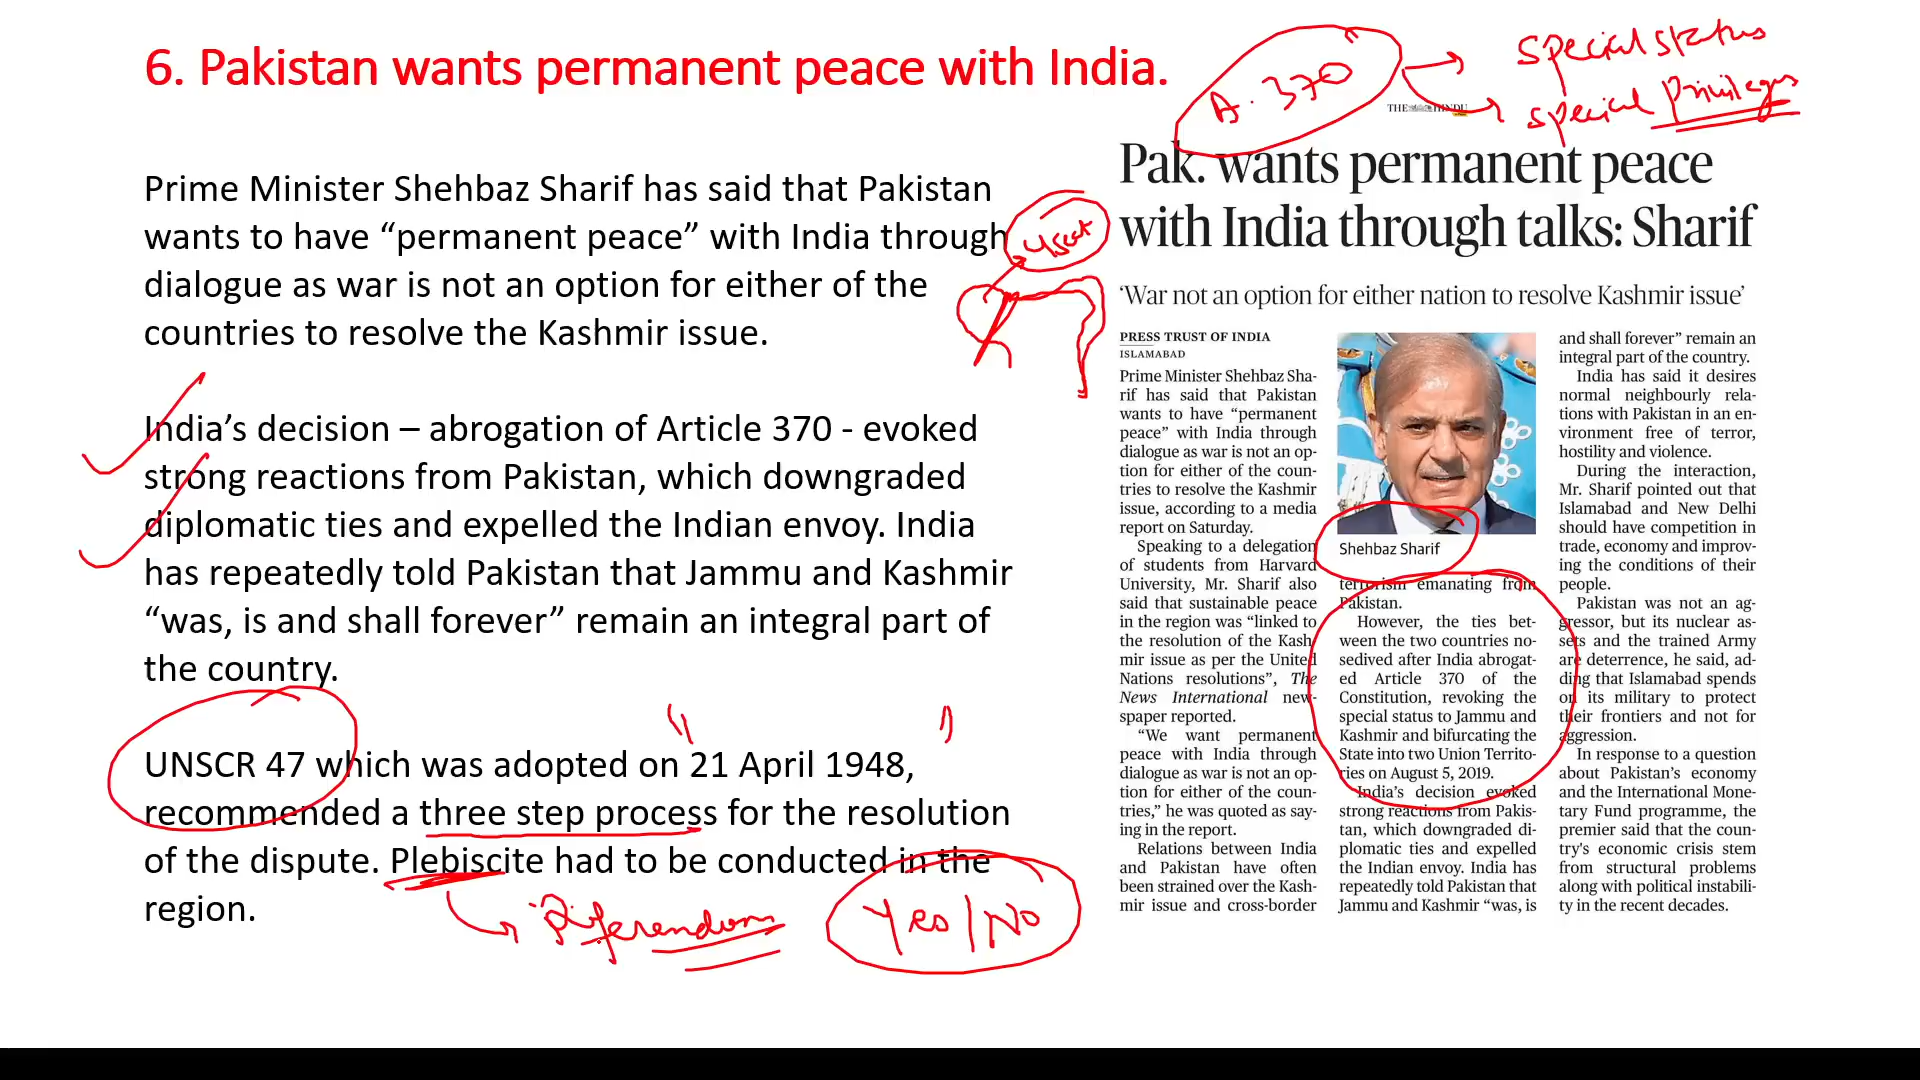 6. Pakistan wants permanent peace with India.
Prime Minister Shehbaz Sharif has said that Pakistan
wants to have “permanent peace” with India through
dialogue as war is not an option for either of the
countries to resolve the Kashmir issue.
India’s decision – abrogation of Article 370 - evoked
strong reactions from Pakistan, which downgraded
diplomatic ties and expelled the Indian envoy. India
has repeatedly told Pakistan that Jammu and Kashmir
“was, is and shall forever” remain an integral part of
the country.
UNSCR 47 which was adopted on 21 April 1948,
recommended a three step process for the resolution
of the dispute. Plebiscite had to be conducted in the
region.
Referendum
Yes/No
A. 370
special status
special Privileges
THE HINDU
Pak. wants permanent peace
with India through talks: Sharif
‘War not an option for either nation to resolve Kashmir issue’
PRESS TRUST OF INDIA
ISLAMABAD
Prime Minister Shehbaz Sha-
rif has said that Pakistan
wants to have “permanent
peace” with India through
dialogue as war is not an op-
tion for either of the coun-
tries to resolve the Kashmir
issue, according to a media
report on Saturday.
Speaking to a delegation
of students from Harvard
University, Mr. Sharif also
said that sustainable peace
in the region was “linked to
the resolution of the Kash-
mir issue as per the United
Nations resolutions”, The
News International new-
spaper reported.
“We want permanent
peace with India through
dialogue as war is not an op-
tion for either of the coun-
tries,” he was quoted as say-
ing in the report.
Relations between India
and Pakistan have often
been strained over the Kash-
mir issue and cross-border
Shehbaz Sharif
terrorism emanating from
Pakistan.
However, the ties bet-
ween the two countries no-
sedived after India abrogat-
ed Article 370 of the
Constitution, revoking the
special status to Jammu and
Kashmir and bifurcating the
State into two Union Territo-
ries on August 5, 2019.
India’s decision evoked
strong reactions from Pakis-
tan, which downgraded di-
plomatic ties and expelled
the Indian envoy. India has
repeatedly told Pakistan that
Jammu and Kashmir “was, is
and shall forever” remain an
integral part of the country.
India has said it desires
normal neighbourly rela-
tions with Pakistan in an en-
vironment free of terror,
hostility and violence.
During the interaction,
Mr. Sharif pointed out that
Islamabad and New Delhi
should have competition in
trade, economy and improv-
ing the conditions of their
people.
Pakistan was not an ag-
gressor, but its nuclear as-
sets and the trained Army
are deterrence, he said, ad-
ding that Islamabad spends
on its military to protect
their frontiers and not for
aggression.
In response to a question
about Pakistan’s economy
and the International Mone-
tary Fund programme, the
premier said that the coun-
try's economic crisis stem
from structural problems
along with political instabili-
ty in the recent decades.